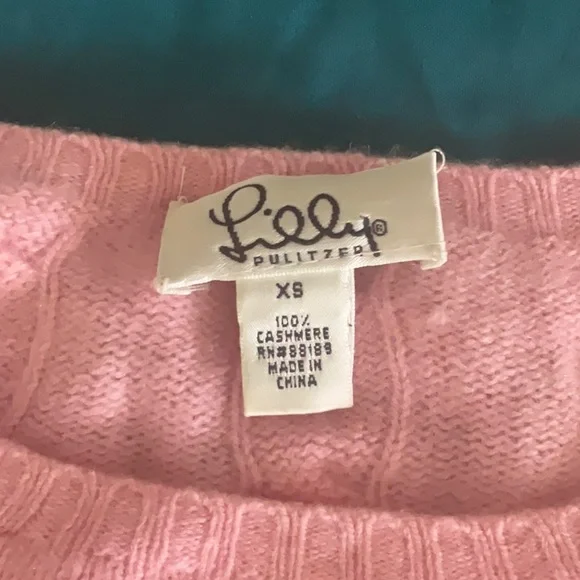 Lilly®
PULITZER
XS
100%
CASHMERE
RN#88189
MADE IN
CHINA